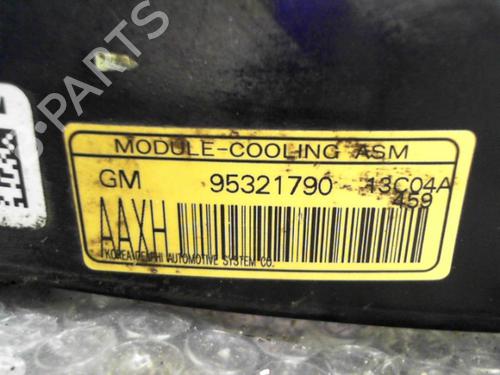 MODULE-COOLING ASM
GM 95321790 13C04A
459
AAXH
KOREA DELPHI AUTOMOTIVE SYSTEM CO.
B-PARTS